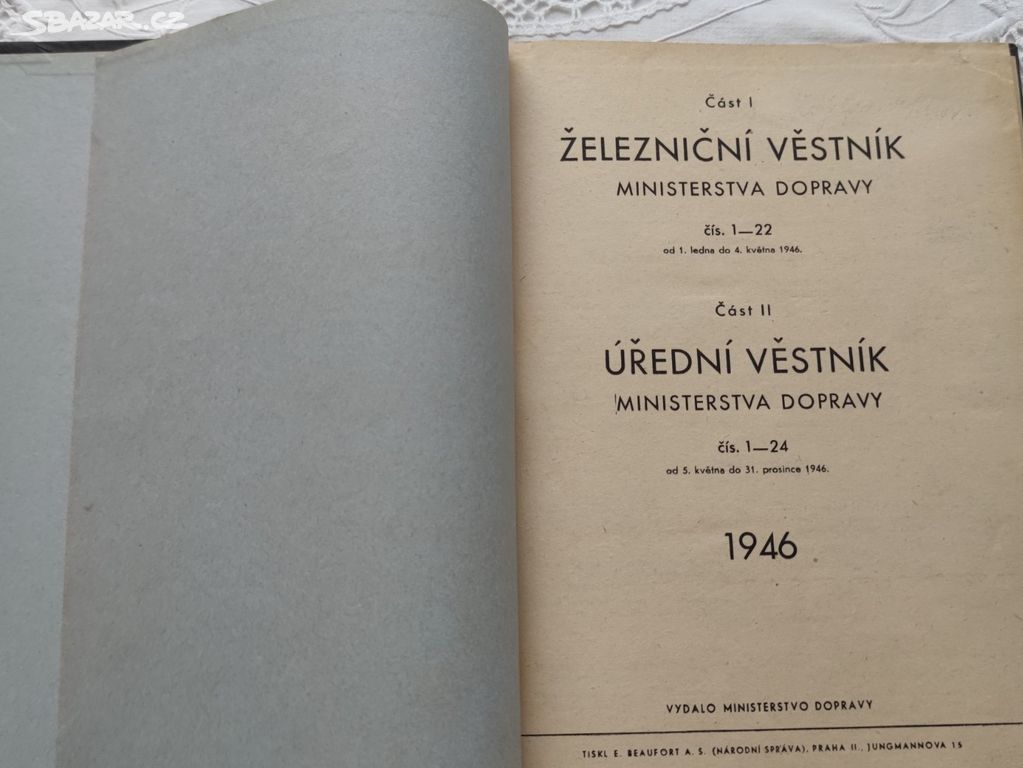 SBAZAR.CZ
Část I
ŽELEZNIČNÍ VĚSTNÍK
MINISTERSTVA DOPRAVY
čís. 1—22
od 1. ledna do 4. května 1946.
Část II
ÚŘEDNÍ VĚSTNÍK
MINISTERSTVA DOPRAVY
čís. 1—24
od 5. května do 31. prosince 1946.
1946
VYDALO MINISTERSTVO DOPRAVY
TISKL E. BEAUFORT A. S. (NÁRODNÍ SPRÁVA), PRAHA II., JUNGMANNOVA 15